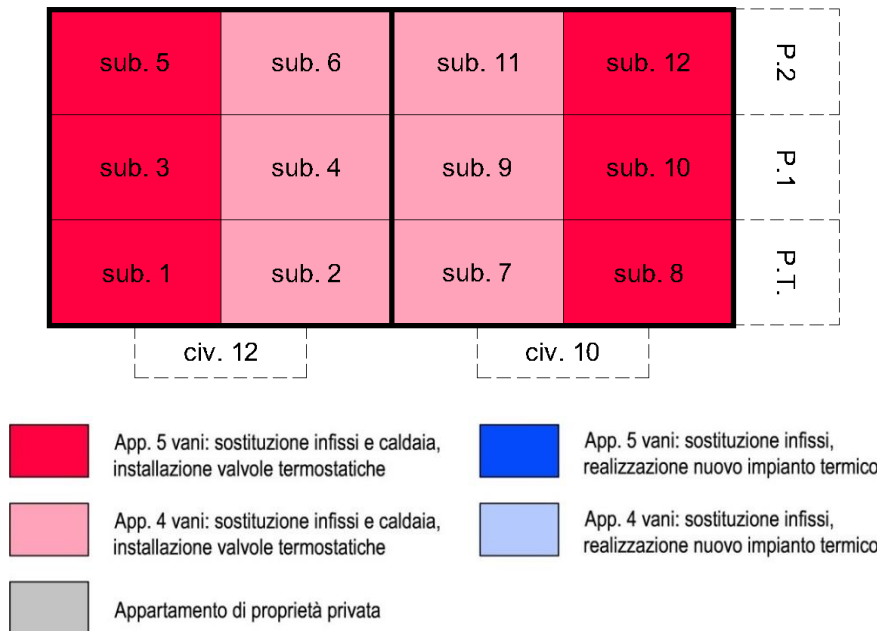 sub. 5 sub. 6 sub. 11 sub. 12 P.2
sub. 3 sub. 4 sub. 9 sub. 10 P.1
sub. 1 sub. 2 sub. 7 sub. 8 P.T.
civ. 12 civ. 10
App. 5 vani: sostituzione infissi e caldaia,
installazione valvole termostatiche
App. 5 vani: sostituzione infissi,
realizzazione nuovo impianto termico
App. 4 vani: sostituzione infissi e caldaia,
installazione valvole termostatiche
App. 4 vani: sostituzione infissi,
realizzazione nuovo impianto termico
Appartamento di proprietà privata